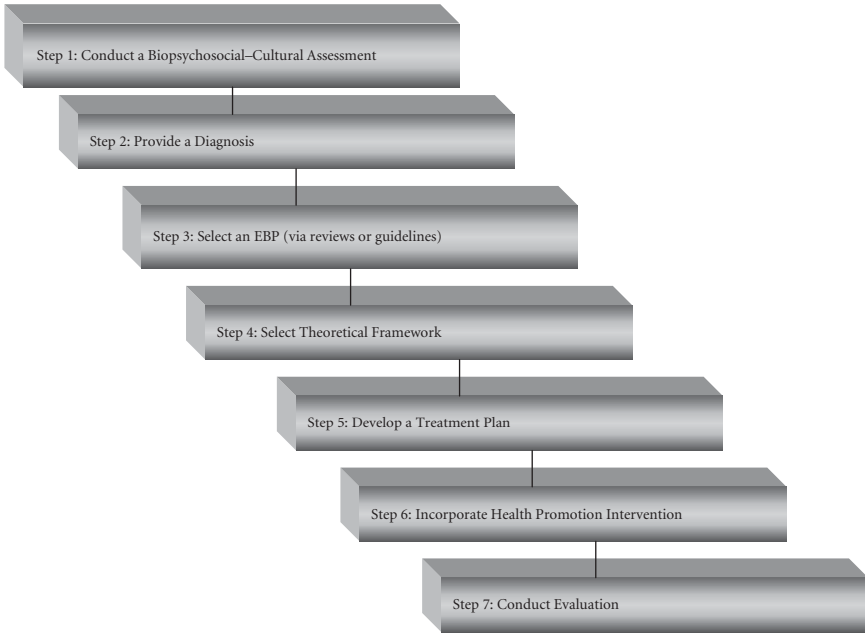 Step 1: Conduct a Biopsychosocial–Cultural Assessment
Step 2: Provide a Diagnosis
Step 3: Select an EBP (via reviews or guidelines)
Step 4: Select Theoretical Framework
Step 5: Develop a Treatment Plan
Step 6: Incorporate Health Promotion Intervention
Step 7: Conduct Evaluation